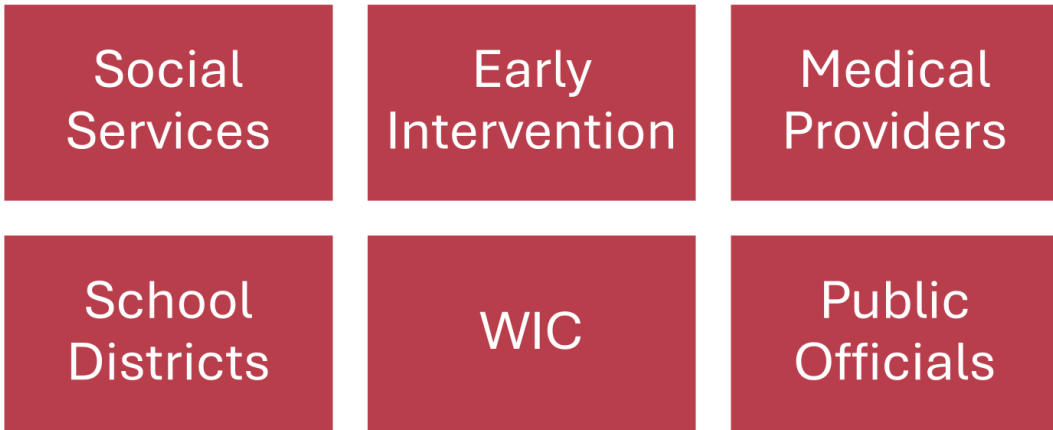 Social
Services
Early
Intervention
Medical
Providers
School
Districts
WIC
Public
Officials